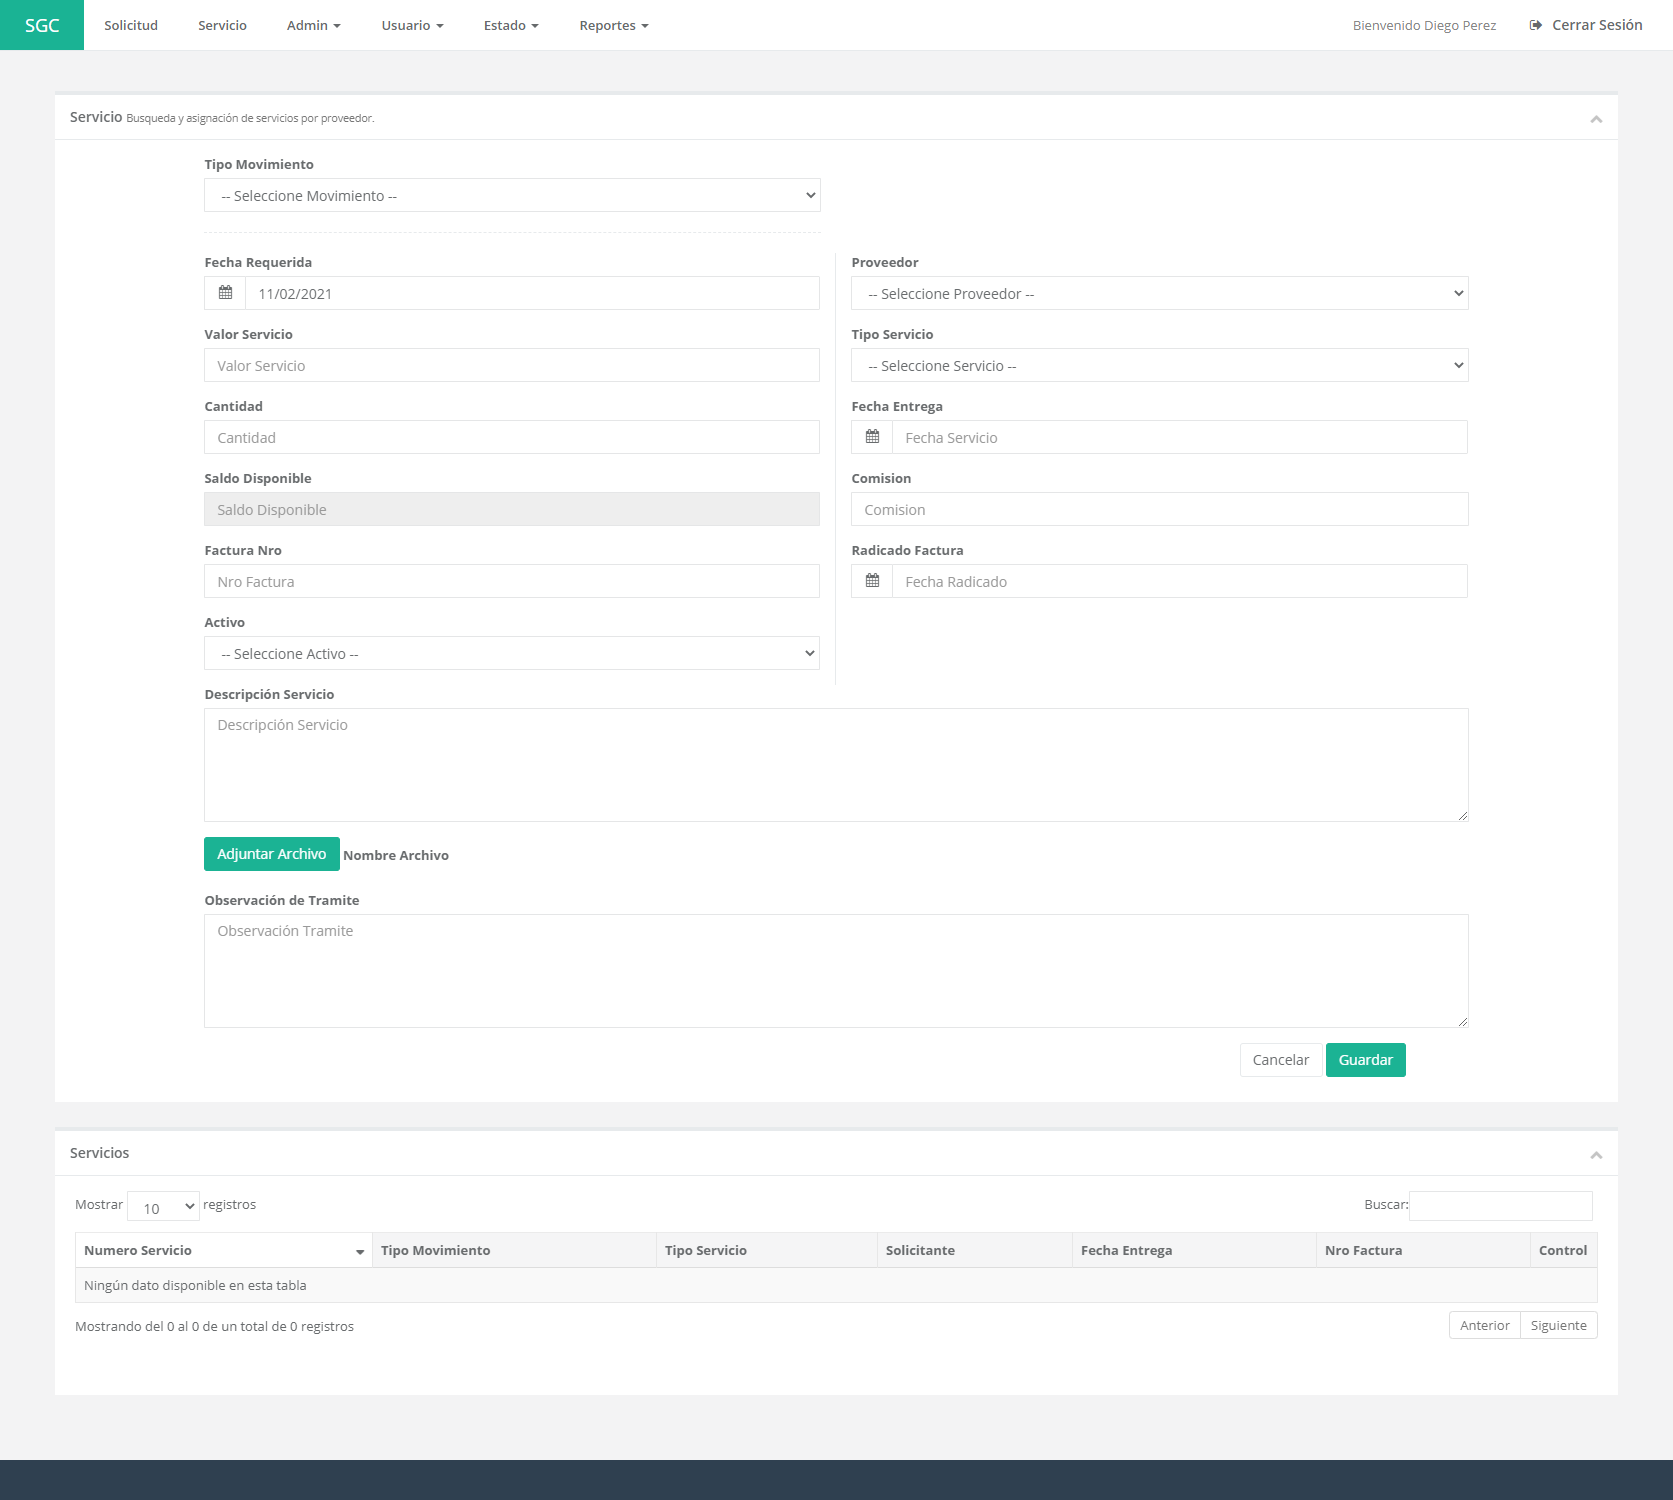 SGC Solicitud Servicio Admin Usuario Estado Reportes Bienvenido Diego Perez Cerrar Sesión
Servicio Busqueda y asignación de servicios por proveedor.
Tipo Movimiento
-- Seleccione Movimiento --
Fecha Requerida Proveedor
11/02/2021 -- Seleccione Proveedor --
Valor Servicio Tipo Servicio
Valor Servicio -- Seleccione Servicio --
Cantidad Fecha Entrega
Cantidad Fecha Servicio
Saldo Disponible Comision
Saldo Disponible Comision
Factura Nro Radicado Factura
Nro Factura Fecha Radicado
Activo
-- Seleccione Activo --
Descripción Servicio
Descripción Servicio
Adjuntar Archivo Nombre Archivo
Observación de Tramite
Observación Tramite
Cancelar Guardar
Servicios
Mostrar 10 registros Buscar:
Numero Servicio Tipo Movimiento Tipo Servicio Solicitante Fecha Entrega Nro Factura Control
Ningún dato disponible en esta tabla
Mostrando del 0 al 0 de un total de 0 registros Anterior Siguiente